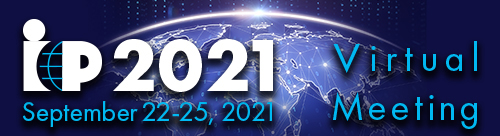 iCP 2021
September 22-25, 2021
Virtual
Meeting